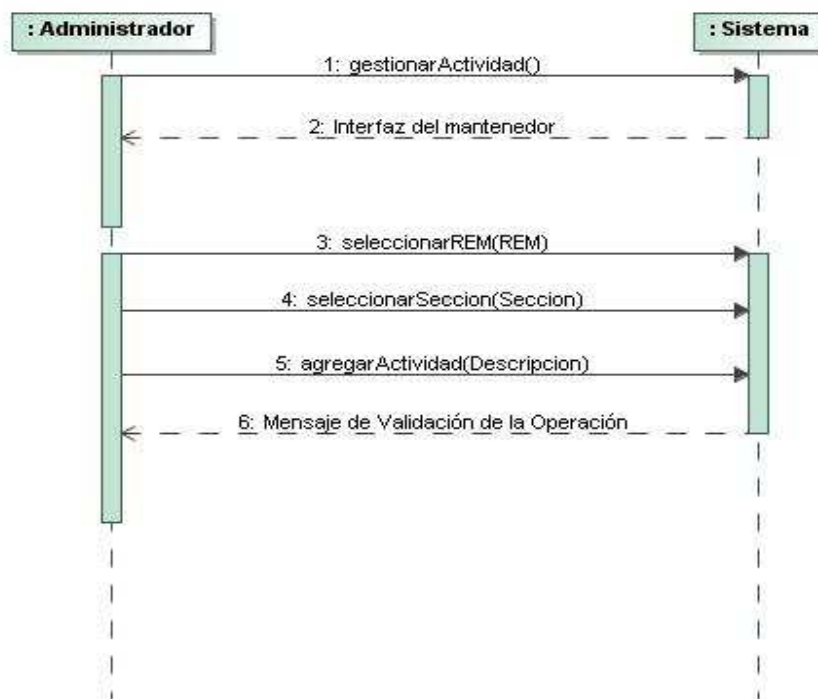 : Administrador
: Sistema
1: gestionarActividad()
2: Interfaz del mantenedor
3: seleccionarREM(REM)
4: seleccionarSeccion(Seccion)
5: agregarActividad(Descripcion)
6: Mensaje de Validación de la Operación